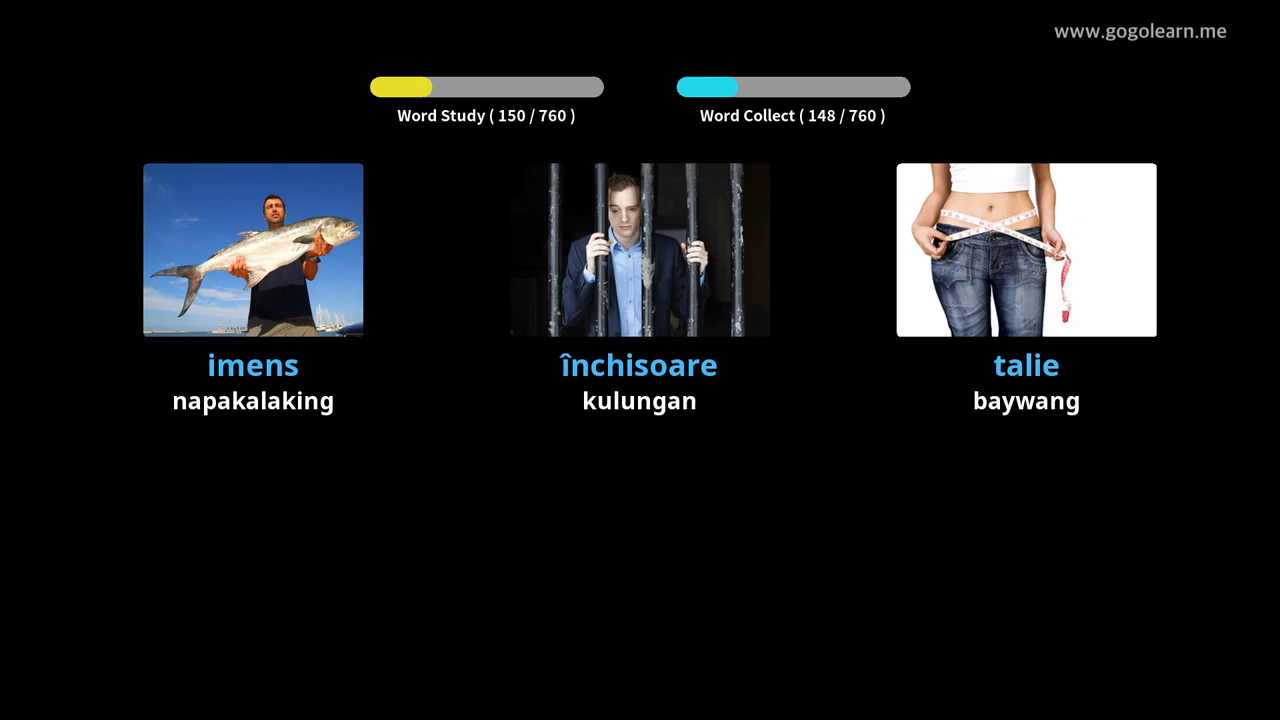 www.gogolearn.me
Word Study ( 150 / 760 )
Word Collect ( 148 / 760 )
imens
napakalaking
închisoare
kulungan
talie
baywang